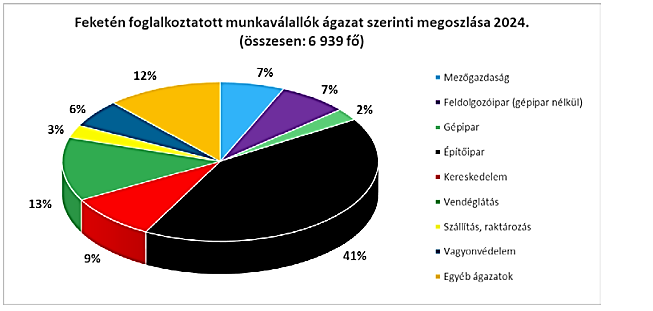 Feketén foglalkoztatott munkavállalók ágazat szerinti megoszlása 2024.
(összesen: 6 939 fő)
12%
7%
7%
2%
6%
3%
13%
9%
41%
Mezőgazdaság
Feldolgozóipar (gépipar nélkül)
Gépipar
Építőipar
Kereskedelem
Vendéglátás
Szállítás, raktározás
Vagyonvédelem
Egyéb ágazatok